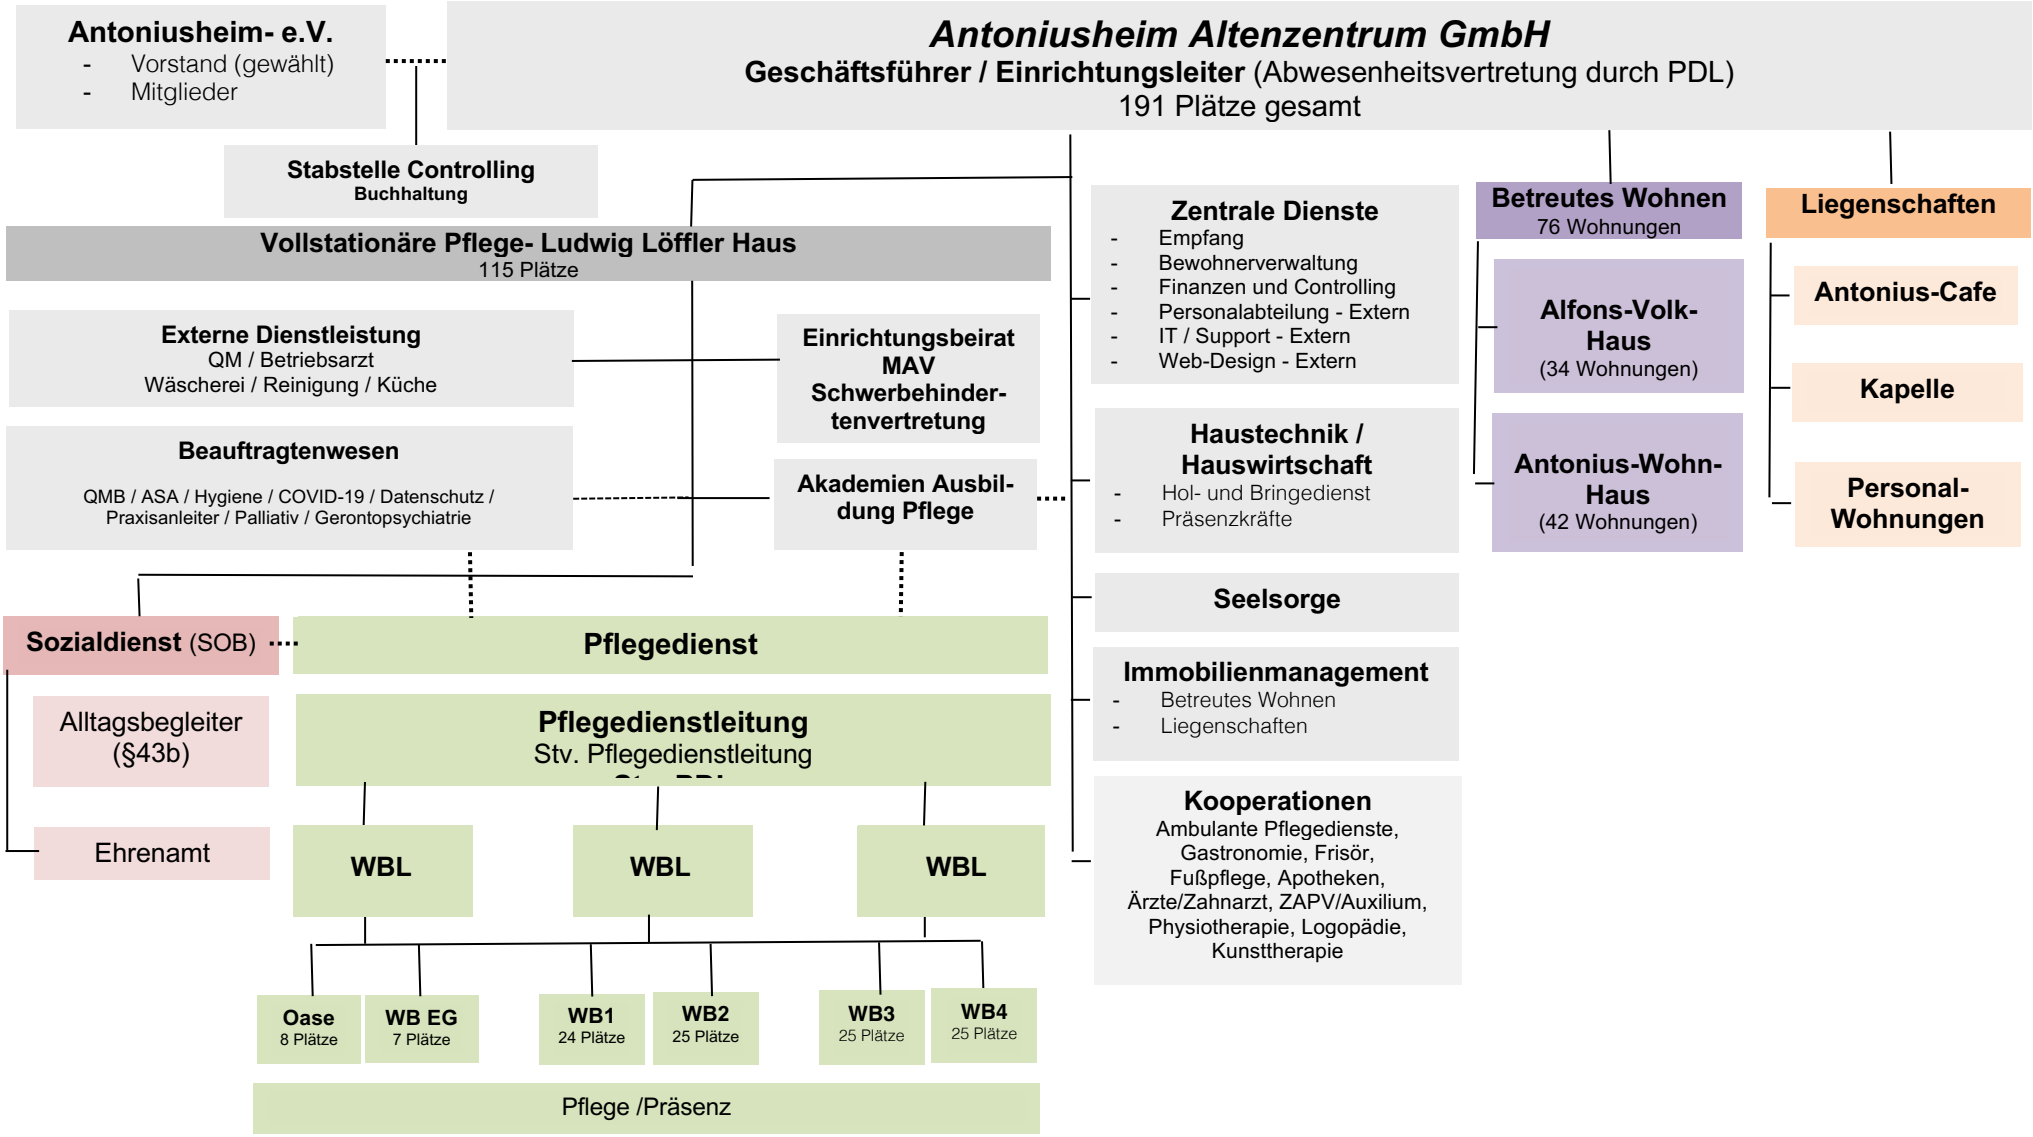 Antoniusheim- e.V.
- Vorstand (gewählt)
- Mitglieder
Antoniusheim Altenzentrum GmbH
Geschäftsführer / Einrichtungsleiter (Abwesenheitsvertretung durch PDL)
191 Plätze gesamt
Stabstelle Controlling
Buchhaltung
Vollstationäre Pflege- Ludwig Löffler Haus
115 Plätze
Externe Dienstleistung
QM / Betriebsarzt
Wäscherei / Reinigung / Küche
Einrichtungsbeirat
MAV
Schwerbehinder-
tenvertretung
Beauftragtenwesen
QMB / ASA / Hygiene / COVID-19 / Datenschutz /
Praxisanleiter / Palliativ / Gerontopsychiatrie
Akademien Ausbil-
dung Pflege
Sozialdienst (SOB)
Alltagsbegleiter
(§43b)
Ehrenamt
Pflegedienst
Pflegedienstleitung
Stv. Pflegedienstleitung
WBL
WBL
WBL
Oase
8 Plätze
WB EG
7 Plätze
WB1
24 Plätze
WB2
25 Plätze
WB3
25 Plätze
WB4
25 Plätze
Pflege /Präsenz
Zentrale Dienste
- Empfang
- Bewohnerverwaltung
- Finanzen und Controlling
- Personalabteilung - Extern
- IT / Support - Extern
- Web-Design - Extern
Haustechnik /
Hauswirtschaft
- Hol- und Bringedienst
- Präsenzkräfte
Seelsorge
Immobilienmanagement
- Betreutes Wohnen
- Liegenschaften
Kooperationen
Ambulante Pflegedienste,
Gastronomie, Frisör,
Fußpflege, Apotheken,
Ärzte/Zahnarzt, ZAPV/Auxilium,
Physiotherapie, Logopädie,
Kunsttherapie
Betreutes Wohnen
76 Wohnungen
Alfons-Volk-
Haus
(34 Wohnungen)
Antonius-Wohn-
Haus
(42 Wohnungen)
Liegenschaften
Antonius-Cafe
Kapelle
Personal-
Wohnungen